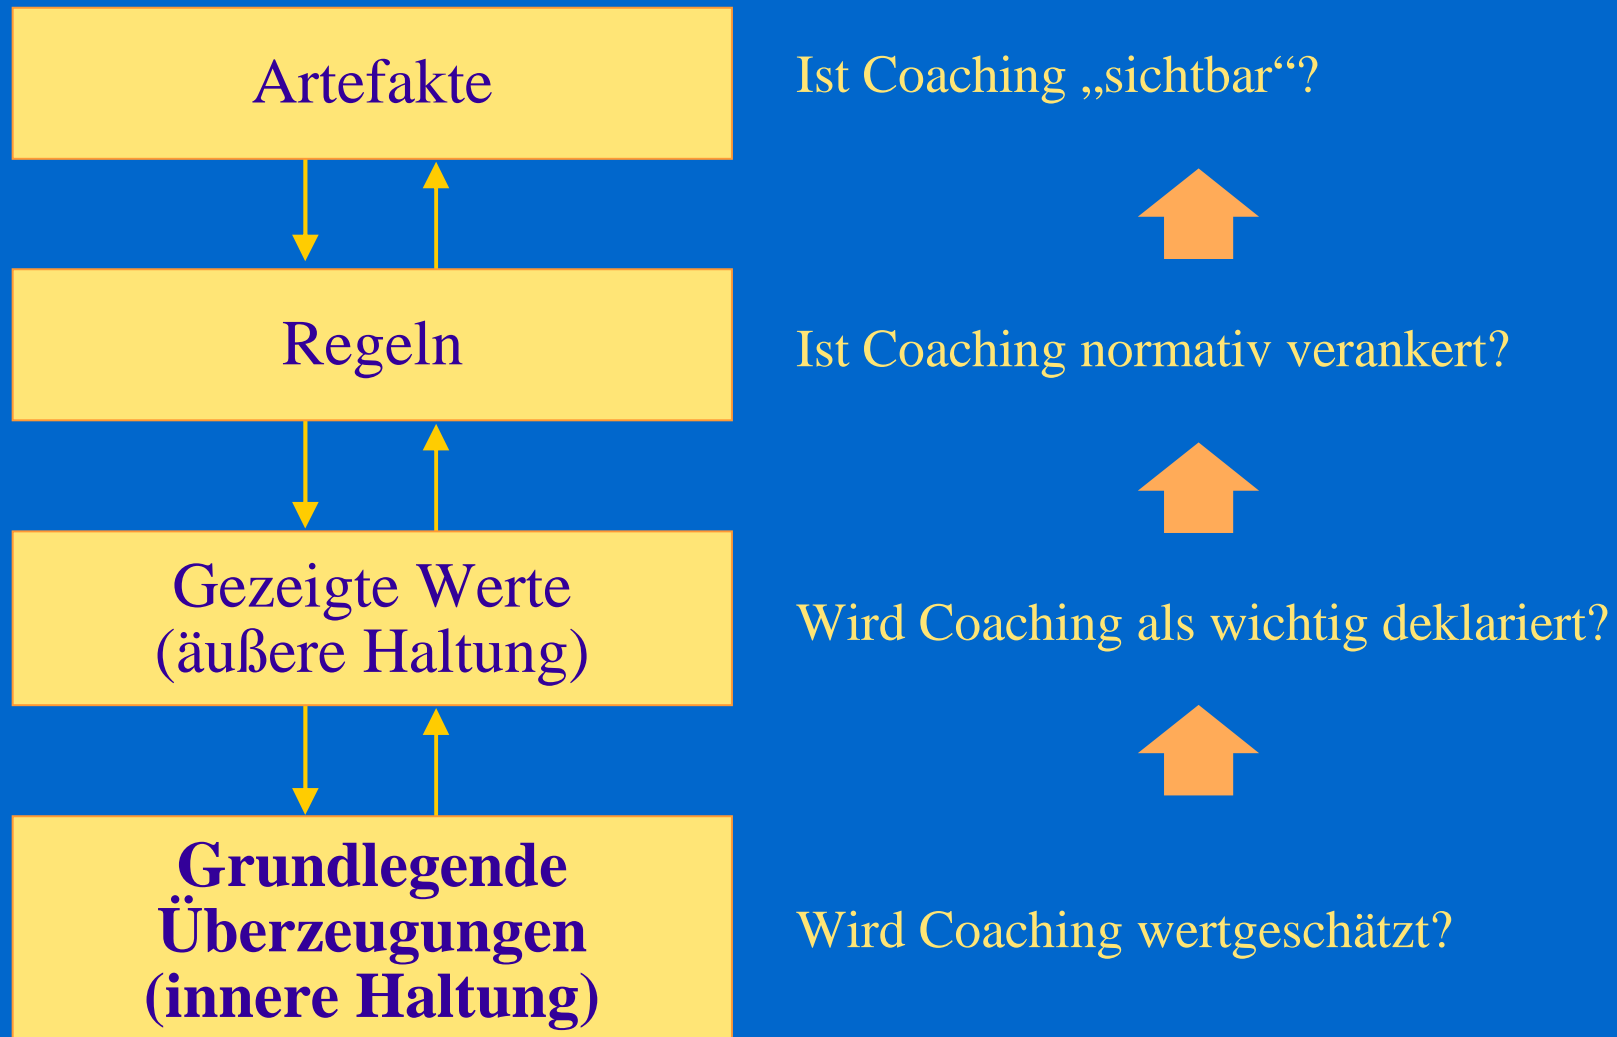 Artefakte
Ist Coaching „sichtbar“?
Regeln
Ist Coaching normativ verankert?
Gezeigte Werte
(äußere Haltung)
Wird Coaching als wichtig deklariert?
Grundlegende
Überzeugungen
(innere Haltung)
Wird Coaching wertgeschätzt?